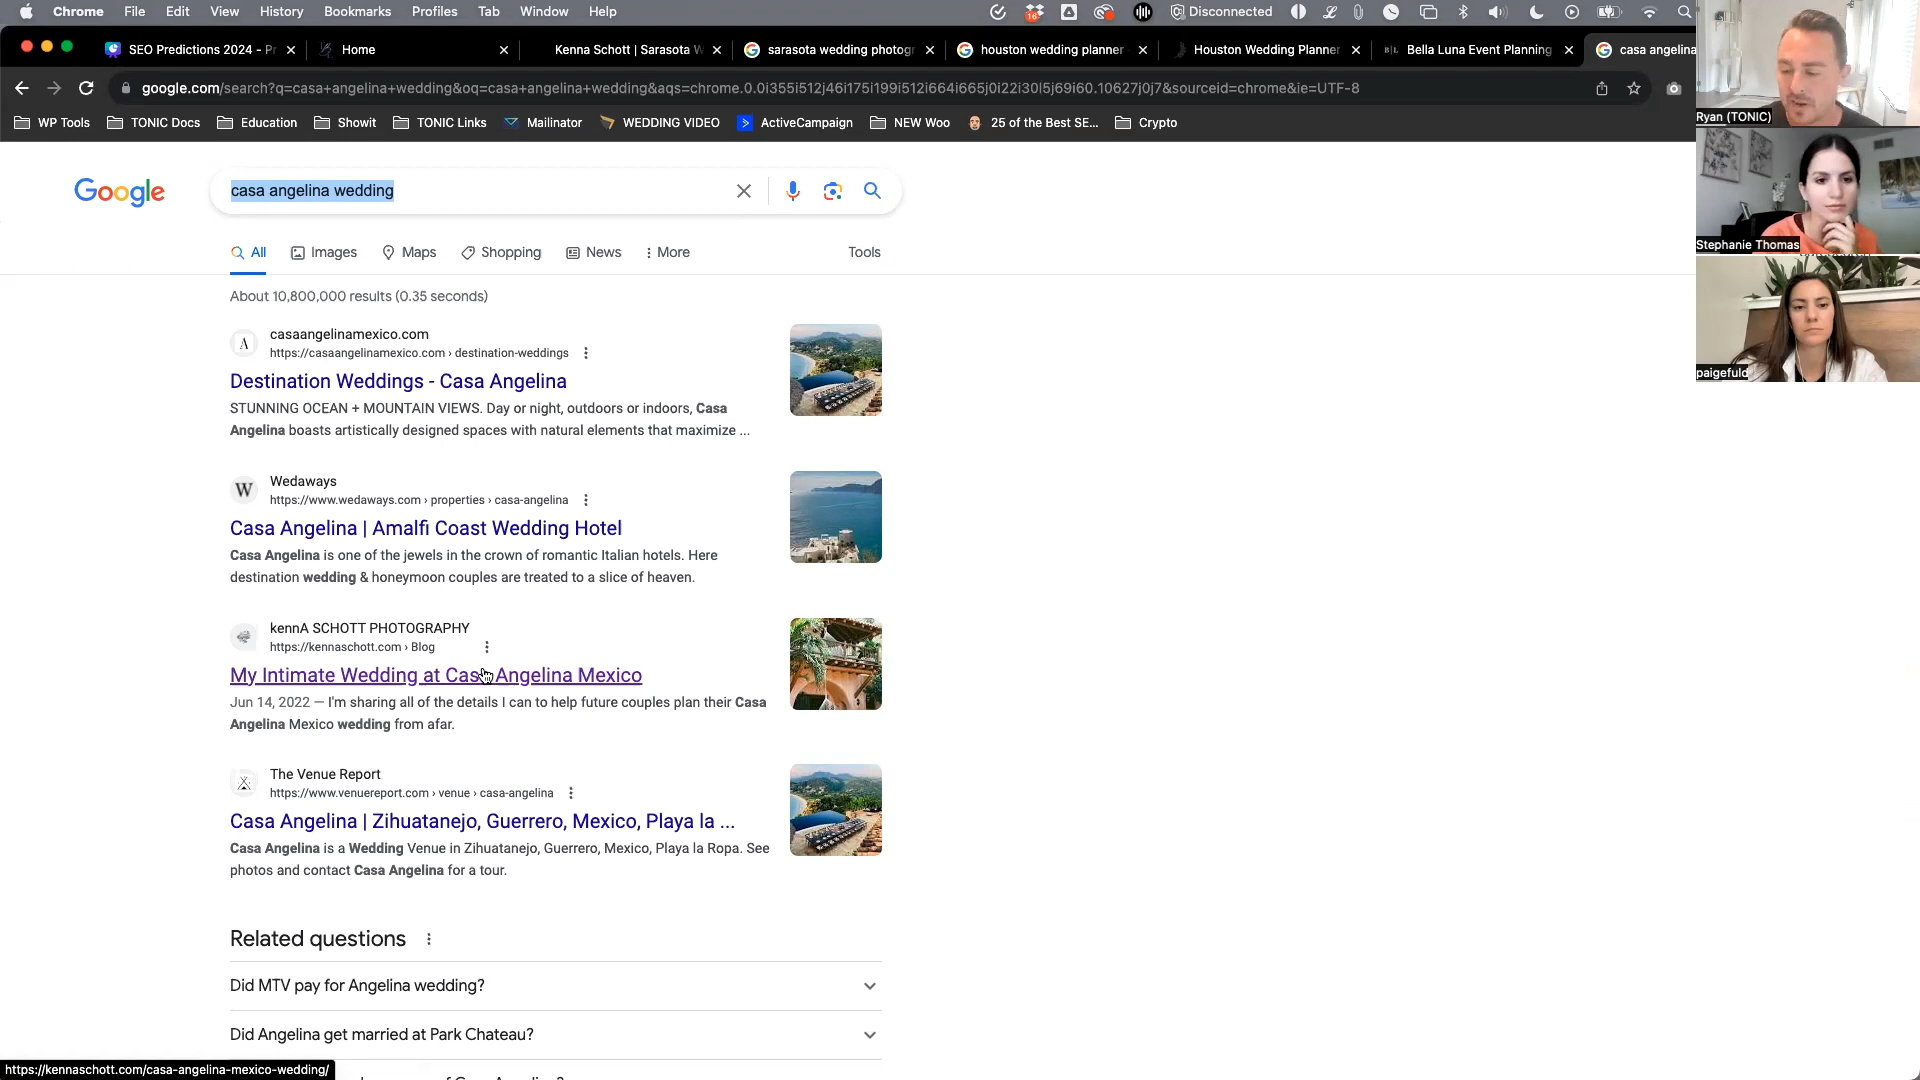 Chrome File Edit View History Bookmarks Profiles Tab Window Help
16
Disconnected
SEO Predictions 2024 - P
Home
Kenna Schott | Sarasota W
sarasota wedding photogr
houston wedding planner
Houston Wedding Planner
B|L
Bella Luna Event Planning
casa angelina
google.com/search?q=casa+angelina+wedding&oq=casa+angelina+wedding&aqs=chrome.0.0i355i512j46i175i199i512i664i665j0i22i30l5j69i60.10627j0j7&sourceid=chrome&ie=UTF-8
WP Tools
TONIC Docs
Education
Showit
TONIC Links
Mailinator
WEDDING VIDEO
ActiveCampaign
NEW Woo
25 of the Best SE...
Crypto
Ryan (TONIC)
Stephanie Thomas
paigefuld
Google
casa angelina wedding
All
Images
Maps
Shopping
News
More
Tools
About 10,800,000 results (0.35 seconds)
A
casaangelinamexico.com
https://casaangelinamexico.com › destination-weddings
Destination Weddings - Casa Angelina
STUNNING OCEAN + MOUNTAIN VIEWS. Day or night, outdoors or indoors, Casa
Angelina boasts artistically designed spaces with natural elements that maximize ...
W
Wedaways
https://www.wedaways.com › properties › casa-angelina
Casa Angelina | Amalfi Coast Wedding Hotel
Casa Angelina is one of the jewels in the crown of romantic Italian hotels. Here
destination wedding & honeymoon couples are treated to a slice of heaven.
kennA SCHOTT PHOTOGRAPHY
https://kennaschott.com › Blog
My Intimate Wedding at Casa Angelina Mexico
Jun 14, 2022 — I'm sharing all of the details I can to help future couples plan their Casa
Angelina Mexico wedding from afar.
The Venue Report
https://www.venuereport.com › venue › casa-angelina
Casa Angelina | Zihuatanejo, Guerrero, Mexico, Playa la ...
Casa Angelina is a Wedding Venue in Zihuatanejo, Guerrero, Mexico, Playa la Ropa. See
photos and contact Casa Angelina for a tour.
Related questions
Did MTV pay for Angelina wedding?
Did Angelina get married at Park Chateau?
https://kennaschott.com/casa-angelina-mexico-wedding/